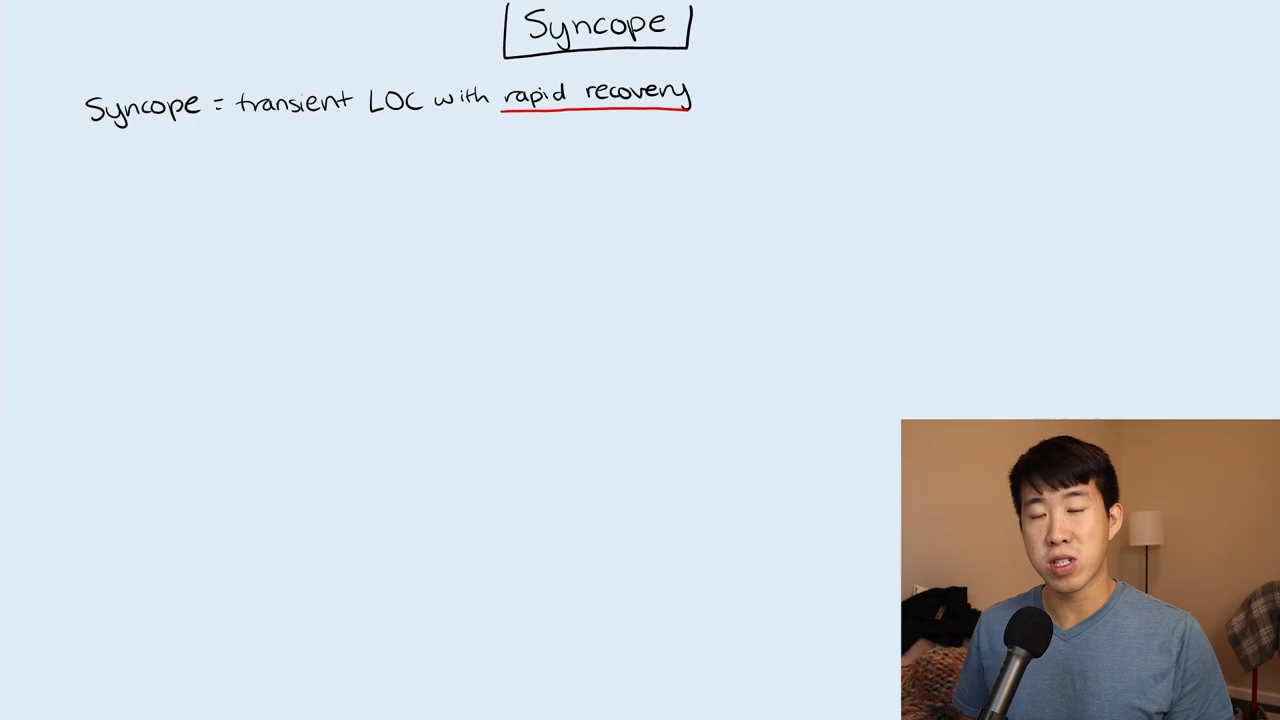 Syncope
Syncope = transient LOC with rapid recovery